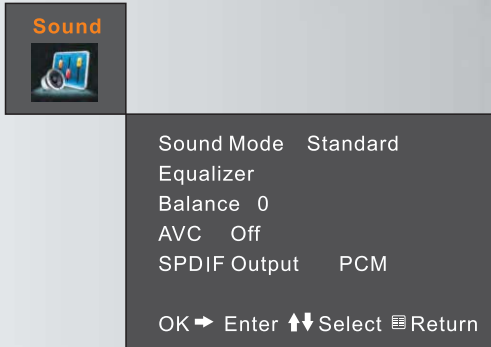 Sound
Sound Mode Standard
Equalizer
Balance 0
AVC Off
SPDIF Output PCM
OK Enter Select Return